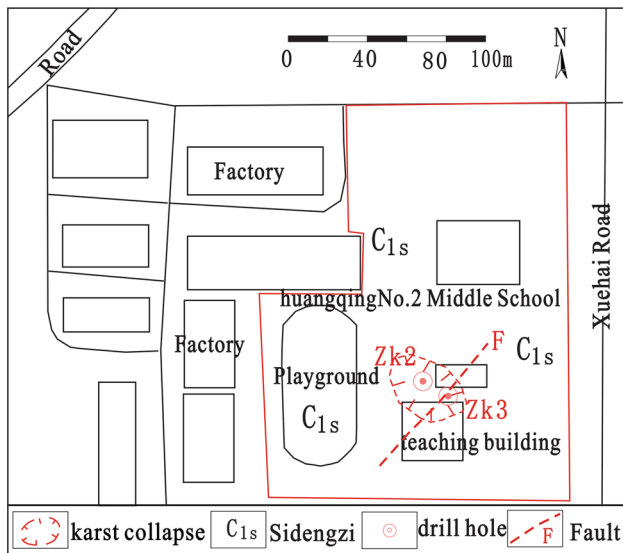 Road
0 40 80 100m
N
Factory
C1s
Xuehai Road
huangqingNo.2 Middle School
F
C1s
Zk2
Factory
Playground
Zk3
C1s
teaching building
karst collapse
C1s
Sidengzi
drill hole
F
Fault